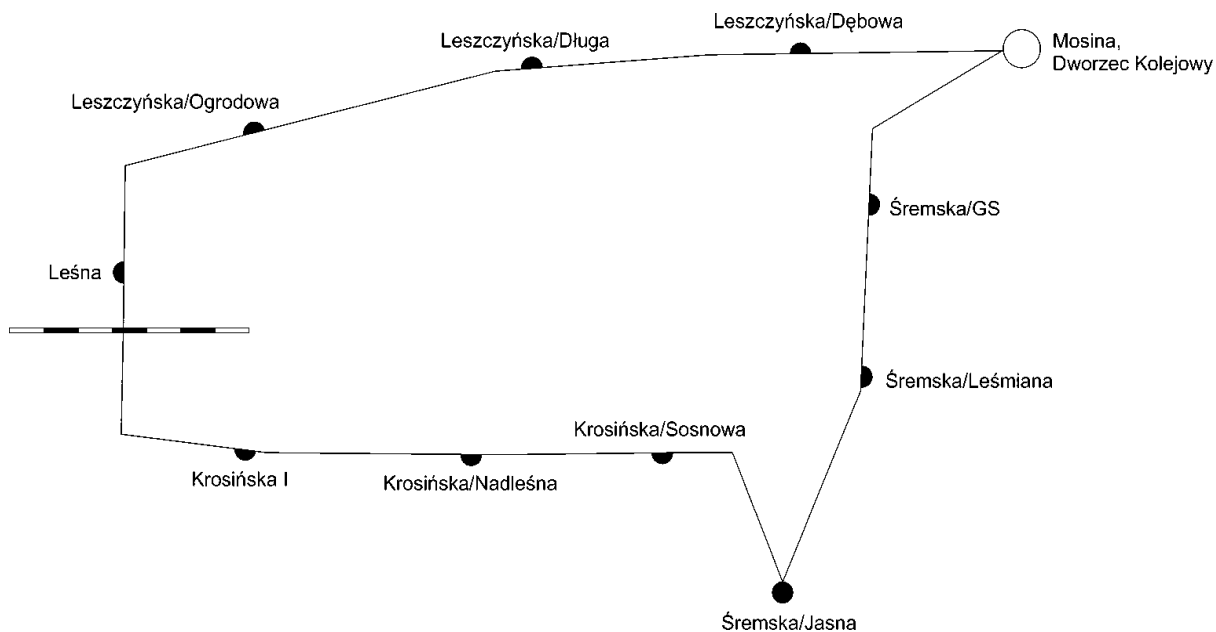 Leszczyńska/Dębowa
Leszczyńska/Długa
Mosina,
Dworzec Kolejowy
Leszczyńska/Ogrodowa
Śremska/GS
Leśna
Śremska/Leśmiana
Krosińska/Sosnowa
Krosińska I
Krosińska/Nadleśna
Śremska/Jasna